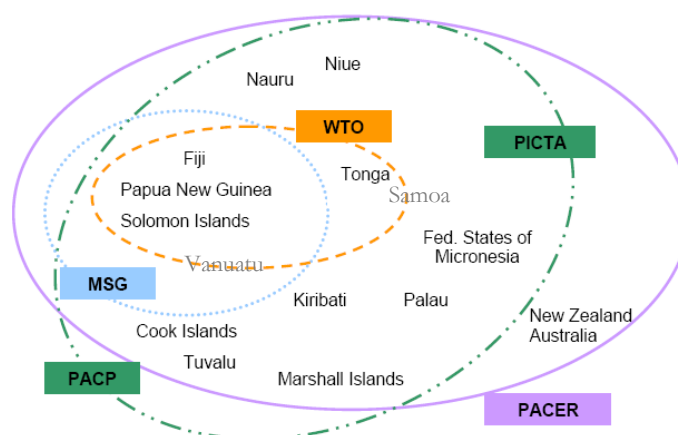 Niue
Nauru
WTO
PICTA
Fiji
Tonga
Papua New Guinea
Samoa
Solomon Islands
Fed. States of
Micronesia
Vanuatu
MSG
Kiribati
Palau
New Zealand
Australia
Cook Islands
Tuvalu
PACP
Marshall Islands
PACER